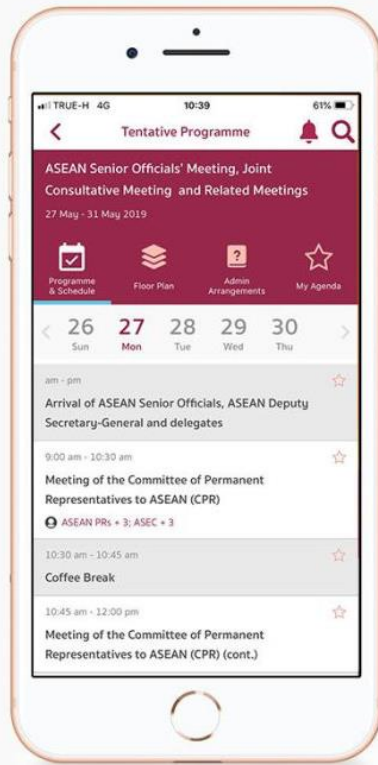 TRUE-H 4G 10:39 61%
Tentative Programme
ASEAN Senior Officials' Meeting, Joint
Consultative Meeting and Related Meetings
27 May - 31 May 2019
Programme
& Schedule
Floor Plan
?
Admin
Arrangements
My Agenda
26 27 28 29 30
Sun Mon Tue Wed Thu
am - pm
Arrival of ASEAN Senior Officials, ASEAN Deputy
Secretary-General and delegates
9:00 am - 10:30 am
Meeting of the Committee of Permanent
Representatives to ASEAN (CPR)
ASEAN PRs + 3; ASEC + 3
10:30 am - 10:45 am
Coffee Break
10:45 am - 12:00 pm
Meeting of the Committee of Permanent
Representatives to ASEAN (CPR) (cont.)